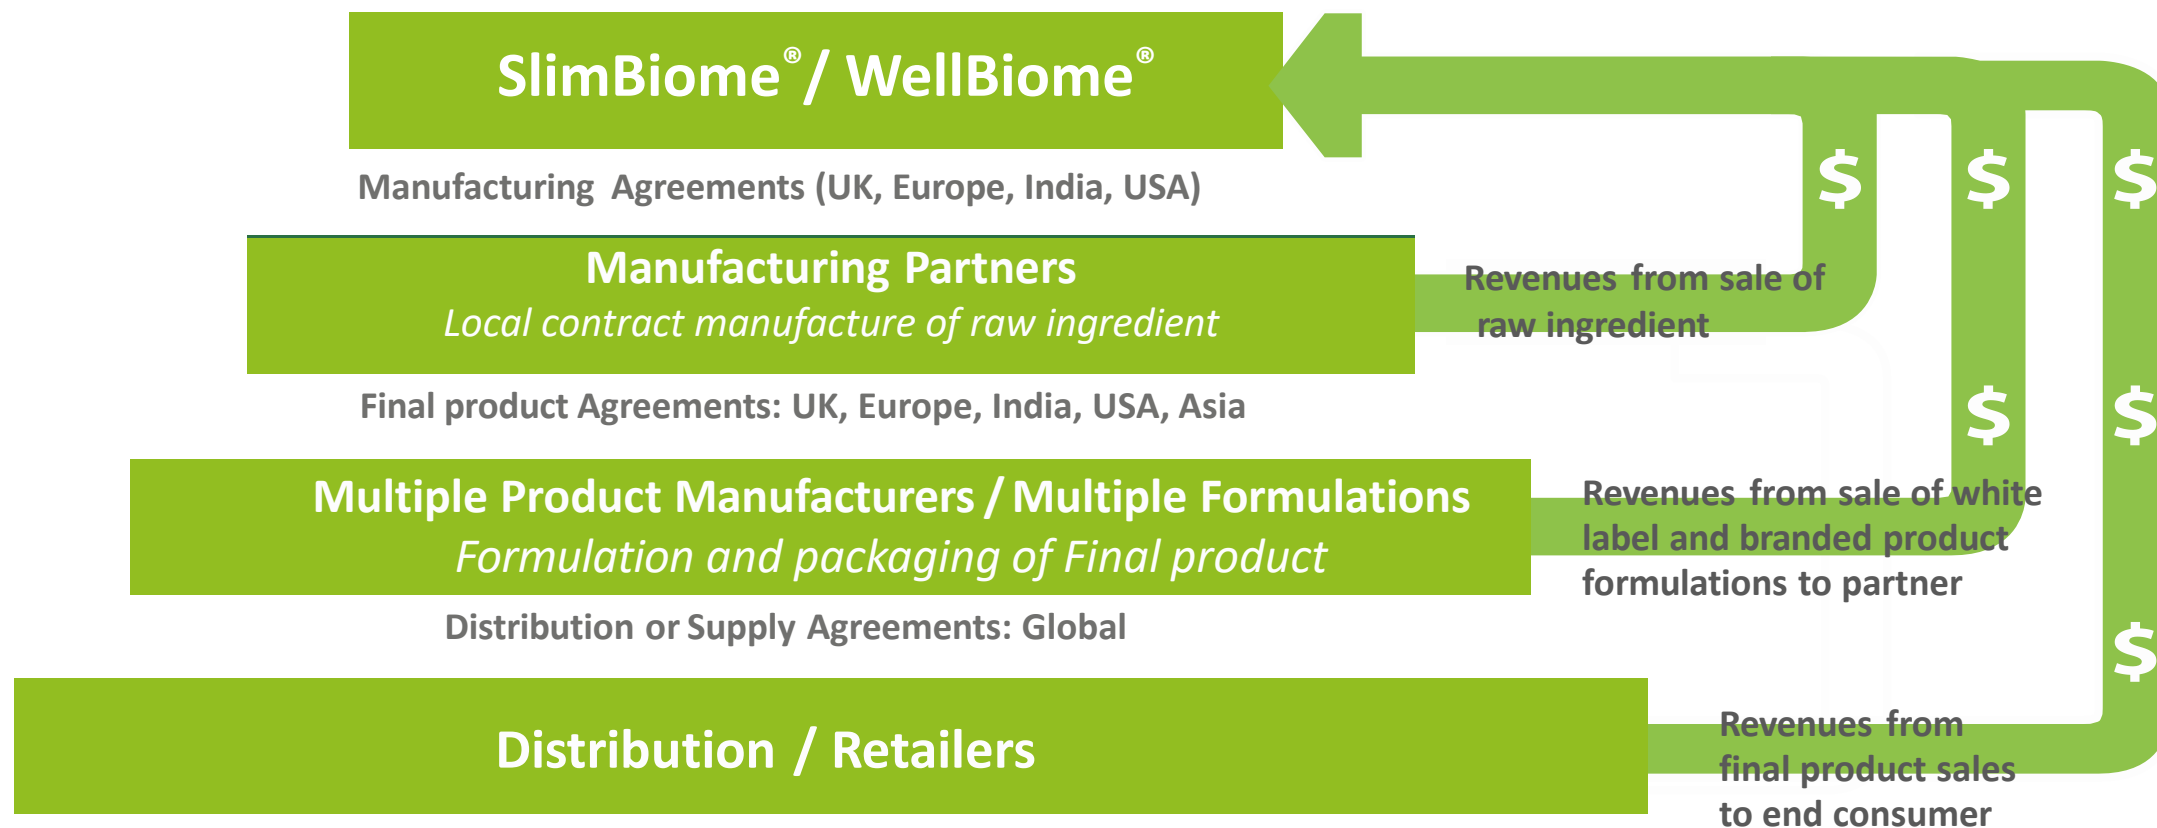 SlimBiome®/ WellBiome®
$ $ $
Manufacturing Agreements (UK, Europe, India, USA)
Manufacturing Partners
Local contract manufacture of raw ingredient
Revenues from sale of
raw ingredient
Final product Agreements: UK, Europe, India, USA, Asia
$ $
Multiple Product Manufacturers / Multiple Formulations
Formulation and packaging of Final product
Revenues from sale of white
label and branded product
formulations to partner
Distribution or Supply Agreements: Global
$
Distribution / Retailers
Revenues from
final product sales
to end consumer